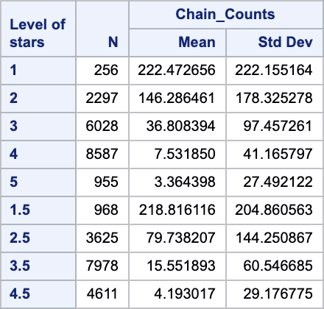 Level of stars N Chain_Counts
Mean Std Dev
1 256 222.472656 222.155164
2 2297 146.286461 178.325278
3 6028 36.808394 97.457261
4 8587 7.531850 41.165797
5 955 3.364398 27.492122
1.5 968 218.816116 204.860563
2.5 3625 79.738207 144.250867
3.5 7978 15.551893 60.546685
4.5 4611 4.193017 29.176775